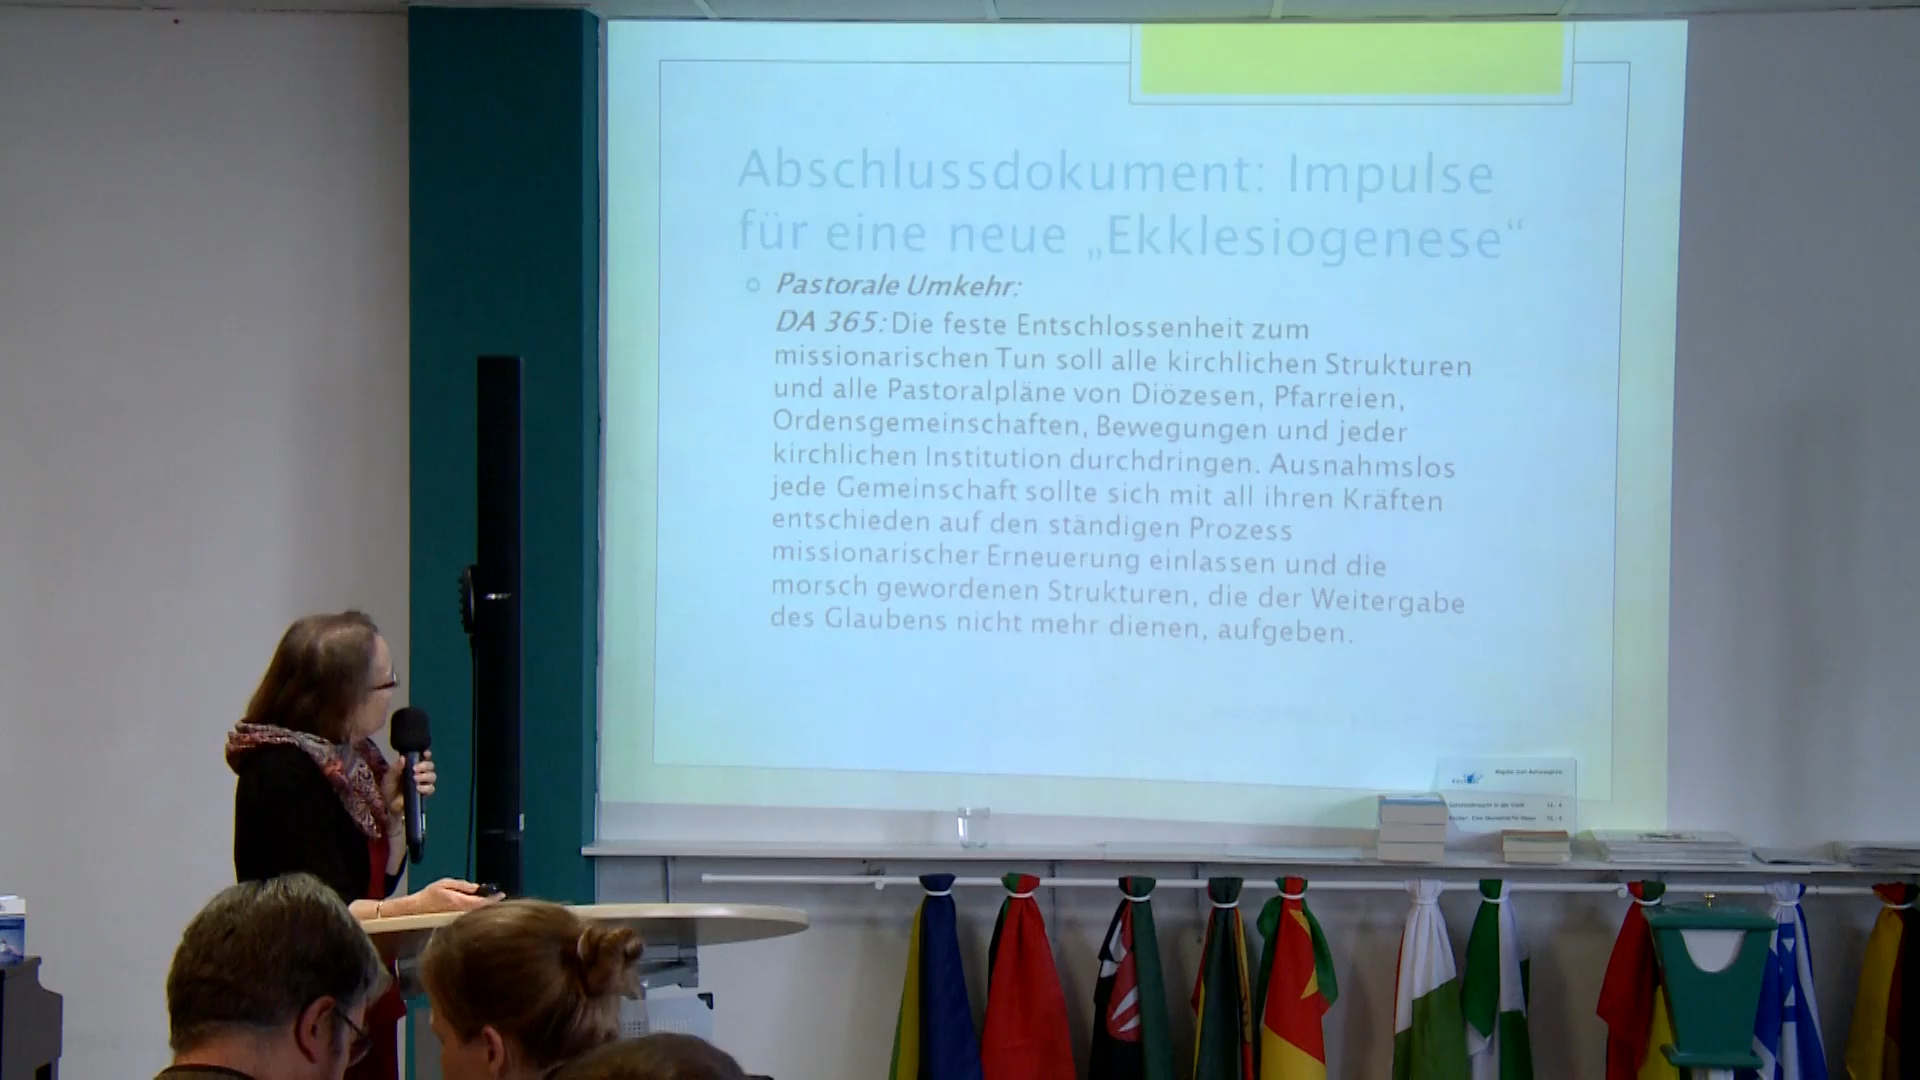 Abschlussdokument: Impulse
für eine neue „Ekklesiogenese“
Pastorale Umkehr:
DA 365: Die feste Entschlossenheit zum
missionarischen Tun soll alle kirchlichen Strukturen
und alle Pastoralpläne von Diözesen, Pfarreien,
Ordensgemeinschaften, Bewegungen und jeder
kirchlichen Institution durchdringen. Ausnahmslos
jede Gemeinschaft sollte sich mit all ihren Kräften
entschieden auf den ständigen Prozess
missionarischer Erneuerung einlassen und die
morsch gewordenen Strukturen, die der Weitergabe
des Glaubens nicht mehr dienen, aufgeben.